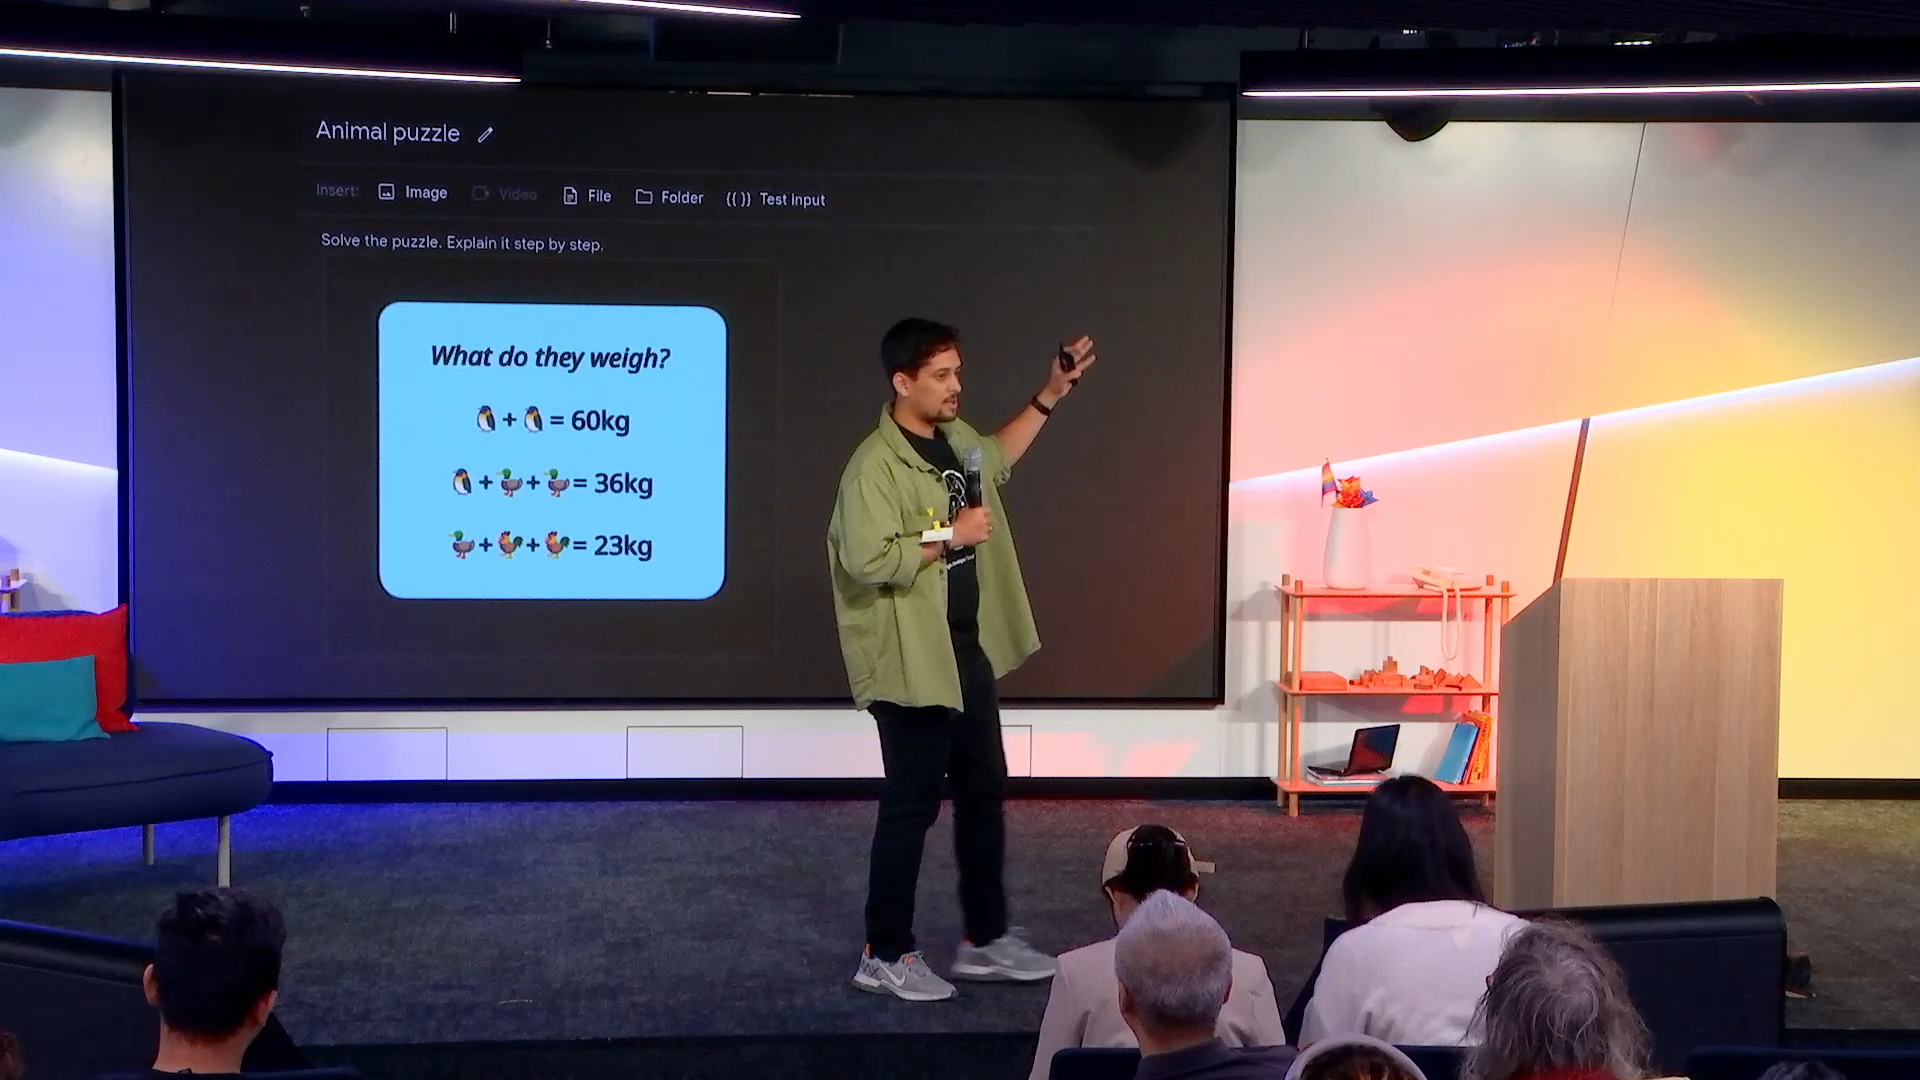 Animal puzzle
Insert: Image Video File Folder {{ }} Test input
Solve the puzzle. Explain it step by step.
What do they weigh?
🐧 + 🐧 = 60kg
🐧 + 🦆 + 🦆 = 36kg
🦆 + 🐓 + 🐓 = 23kg